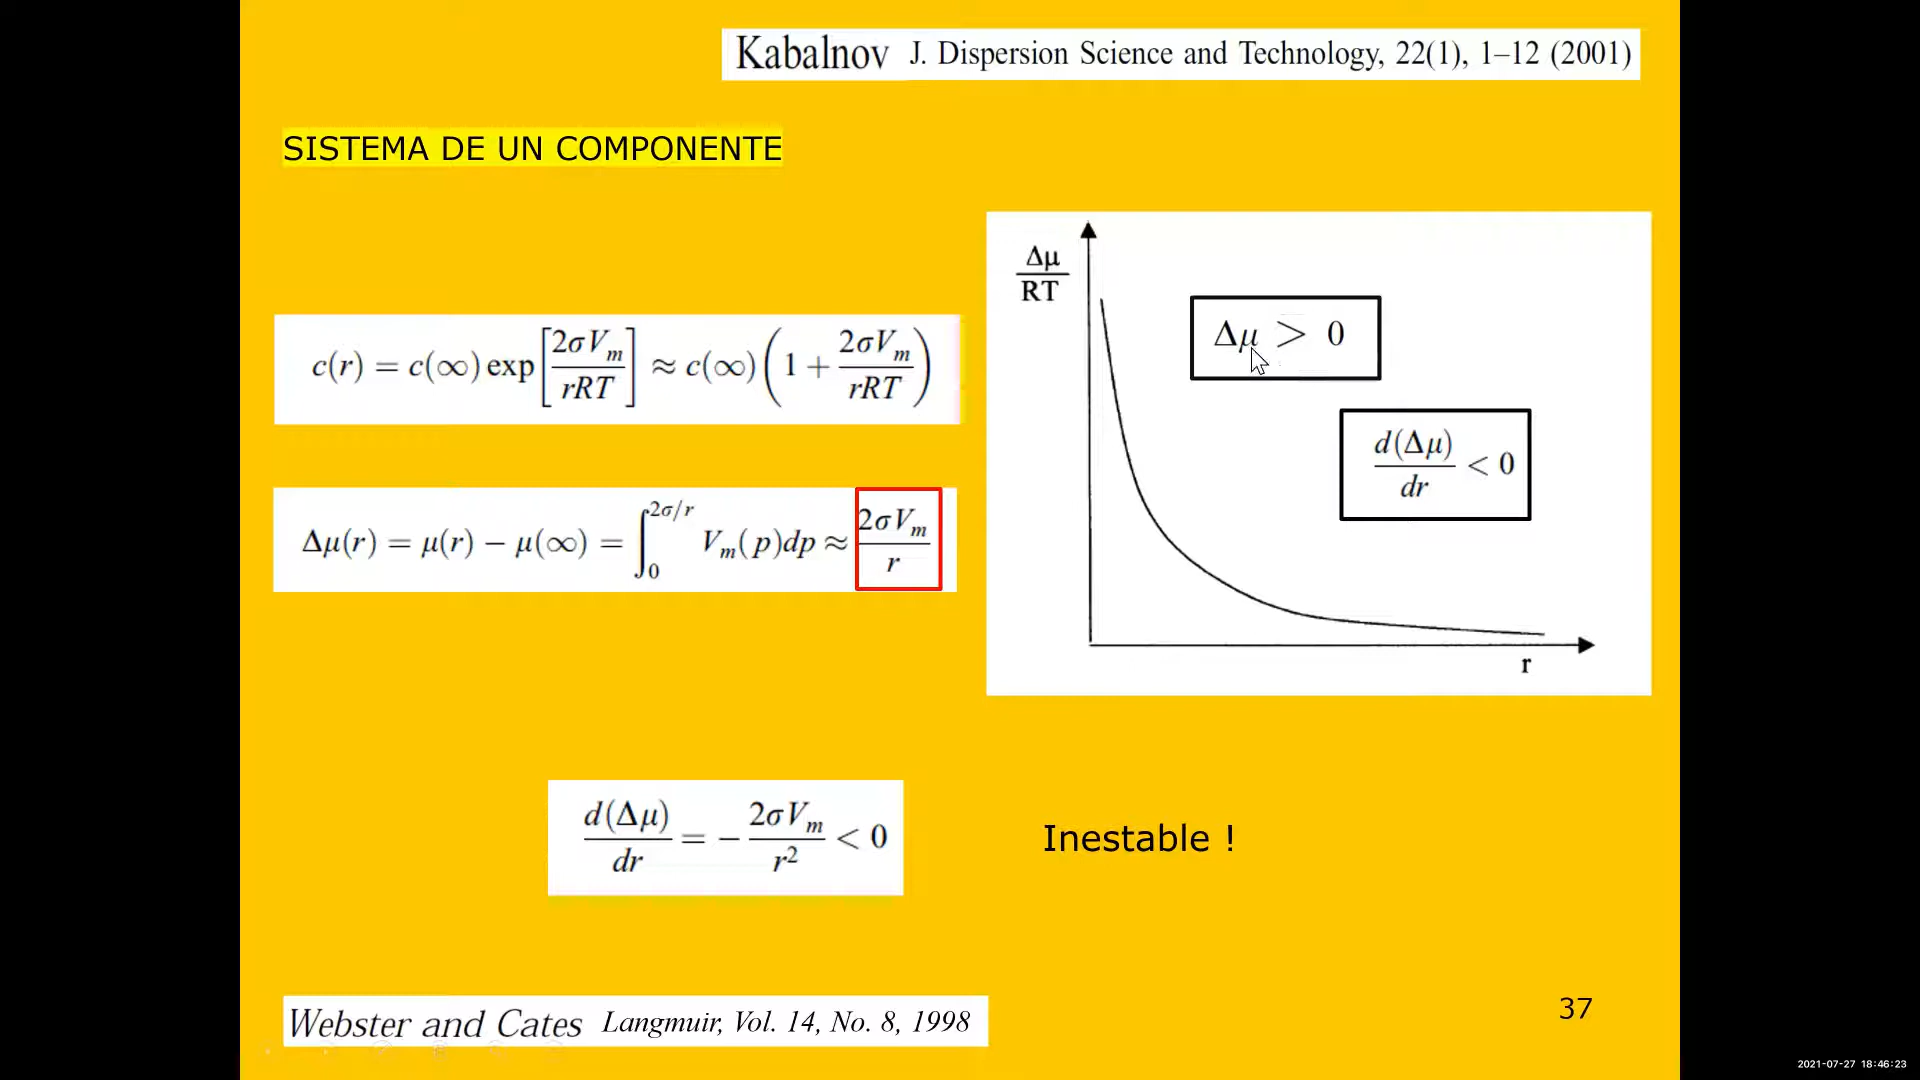 Kabalnov J. Dispersion Science and Technology, 22(1), 1–12 (2001)
SISTEMA DE UN COMPONENTE
c(r) = c(∞) exp[2σV_m / rRT] ≈ c(∞)(1 + 2σV_m / rRT)
Δμ(r) = μ(r) − μ(∞) = ∫_0^{2σ/r} V_m(p)dp ≈ 2σV_m / r
Δμ / RT
Δμ > 0
d(Δμ) / dr < 0
r
d(Δμ) / dr = − 2σV_m / r² < 0
Inestable !
Webster and Cates Langmuir, Vol. 14, No. 8, 1998
37
2021-07-27 18:46:23